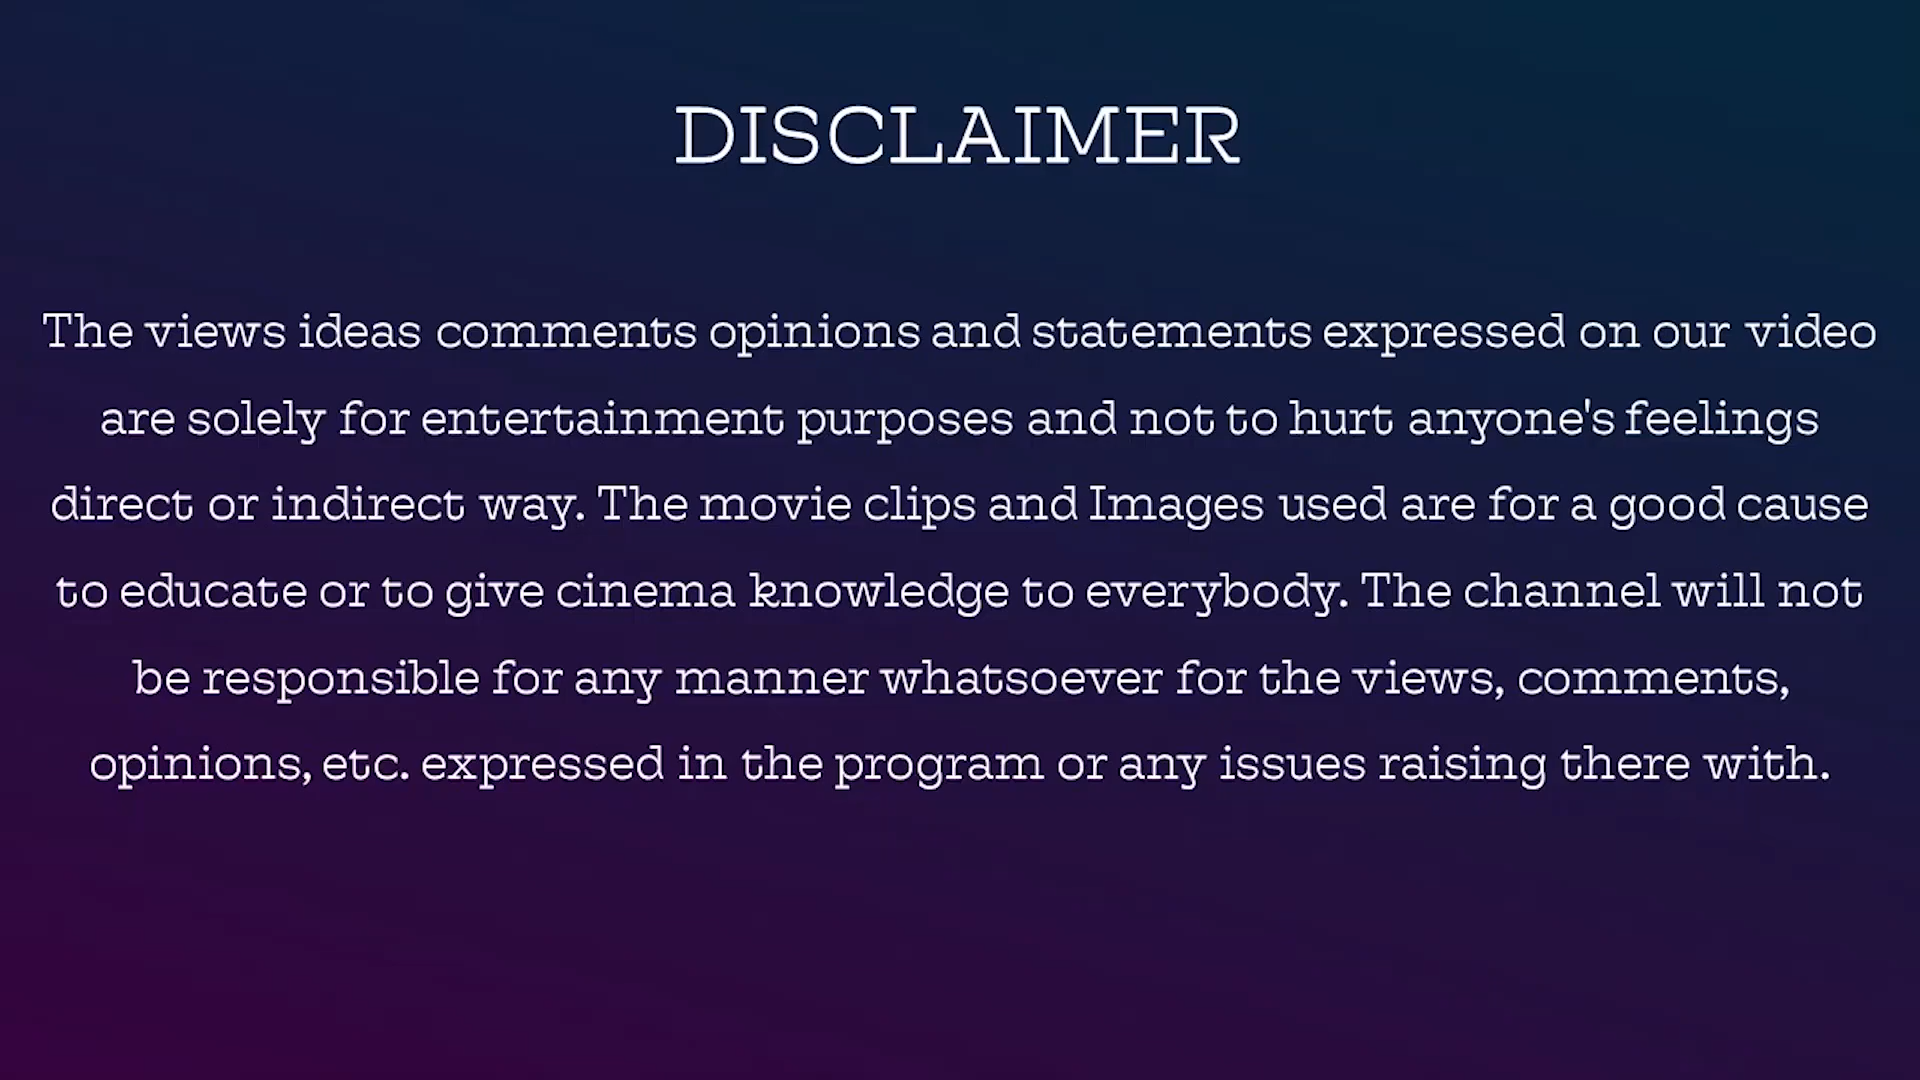 DISCLAIMER
The views ideas comments opinions and statements expressed on our video
are solely for entertainment purposes and not to hurt anyone's feelings
direct or indirect way. The movie clips and Images used are for a good cause
to educate or to give cinema knowledge to everybody. The channel will not
be responsible for any manner whatsoever for the views, comments,
opinions, etc. expressed in the program or any issues raising there with.